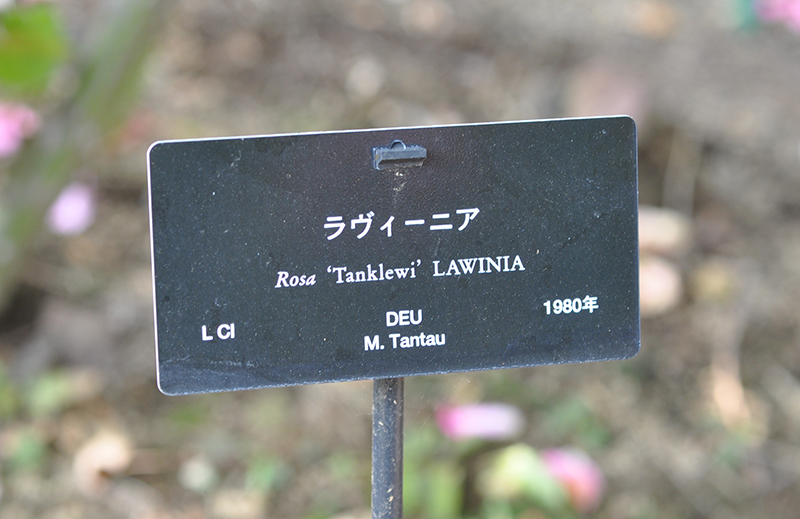 ラヴィーニア
Rosa ‘Tanklewi’ LAWINIA
L Cl
DEU
1980年
M. Tantau